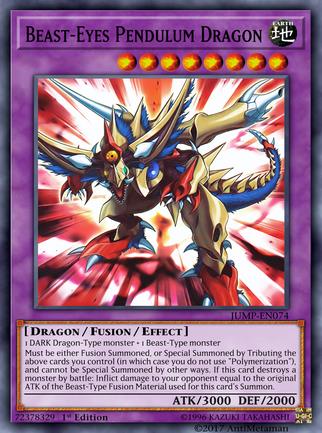 BEAST-EYES PENDULUM DRAGON
EARTH
地
JUMP-EN074
[DRAGON / FUSION / EFFECT]
1 DARK Dragon-Type monster + 1 Beast-Type monster
Must be either Fusion Summoned, or Special Summoned by Tributing the
above cards you control (in which case you do not use "Polymerization"),
and cannot be Special Summoned by other ways. If this card destroys a
monster by battle: Inflict damage to your opponent equal to the original
ATK of the Beast-Type Fusion Material used for this card's Summon.
ATK/3000 DEF/2000
72378329 1st Edition ©1996 KAZUKI TAKAHASHI
©2017 AntiMetaman